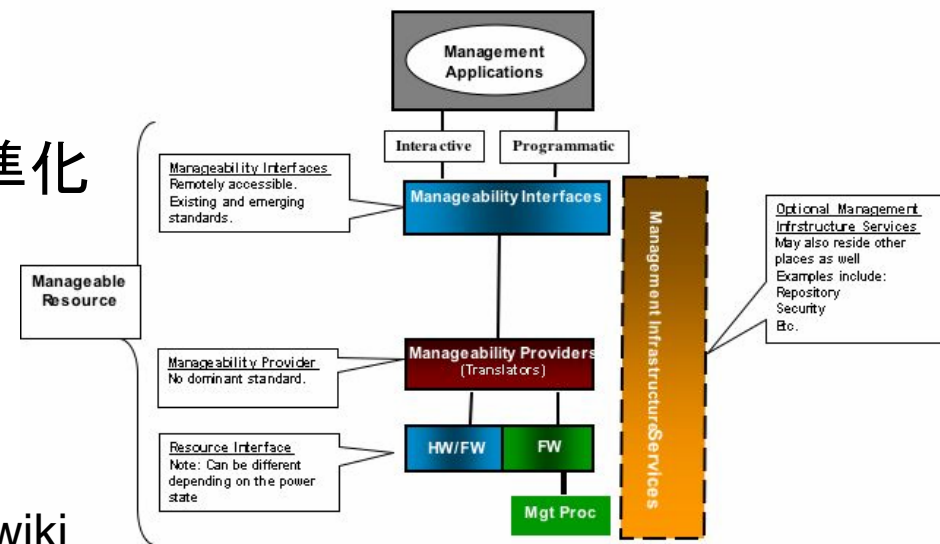 Management
Applications
Interactive
Programmatic
準化
Manageability Interfaces
Remotely accessible.
Existing and emerging
standards.
Manageability Interfaces
Management InfrastructureServices
Optional Management
Infrstructure Services
May also reside other
places as well
Examples include:
Repository
Security
Etc.
Manageable
Resource
Manageability Provider
No dominant standard.
Manageability Providers
(Translators)
Resource Interface
Note: Can be different
depending on the power
state
HW/FW
FW
Mgt Proc
wiki